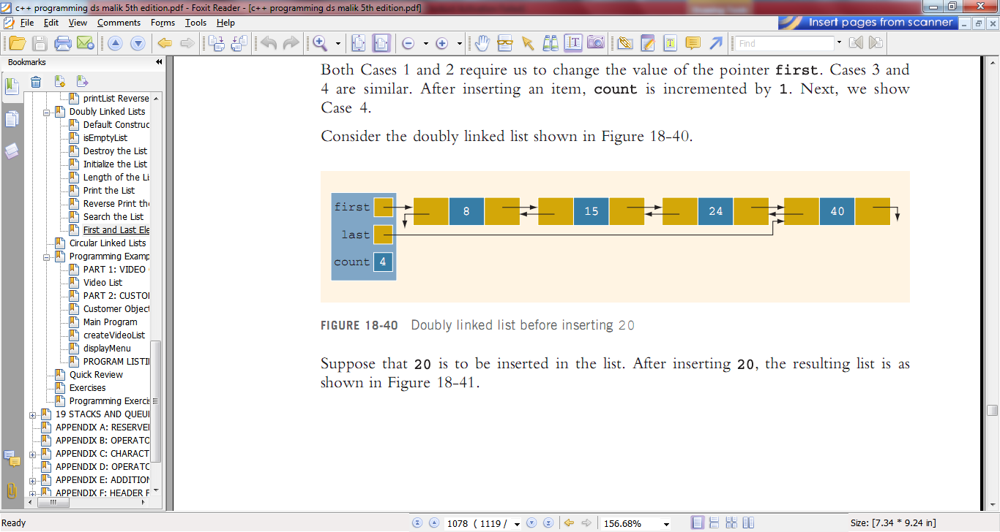 c++ programming ds malik 5th edition.pdf - Foxit Reader - [c++ programming ds malik 5th edition.pdf]
File Edit View Comments Forms Tools Help
Insert pages from scanner
Find
Bookmarks
printList Reverse
Doubly Linked Lists
Default Construc
isEmptyList
Destroy the List
Initialize the List
Length of the Li
Print the List
Reverse Print the
Search the List
First and Last Ele
Circular Linked Lists
Programming Examp
PART 1: VIDEO
Video List
PART 2: CUSTO
Customer Object
Main Program
createVideoList
displayMenu
PROGRAM LISTI
Quick Review
Exercises
Programming Exercis
19 STACKS AND QUEU
APPENDIX A: RESERVE
APPENDIX B: OPERATO
APPENDIX C: CHARACT
APPENDIX D: OPERATO
APPENDIX E: ADDITION
APPENDIX F: HEADER F
Both Cases 1 and 2 require us to change the value of the pointer first. Cases 3 and
4 are similar. After inserting an item, count is incremented by 1. Next, we show
Case 4.
Consider the doubly linked list shown in Figure 18-40.
first 8 15 24 40
last
count 4
FIGURE 18-40 Doubly linked list before inserting 20
Suppose that 20 is to be inserted in the list. After inserting 20, the resulting list is as
shown in Figure 18-41.
Ready 1078 (1119 / 156.68% Size: [7.34 * 9.24 in]